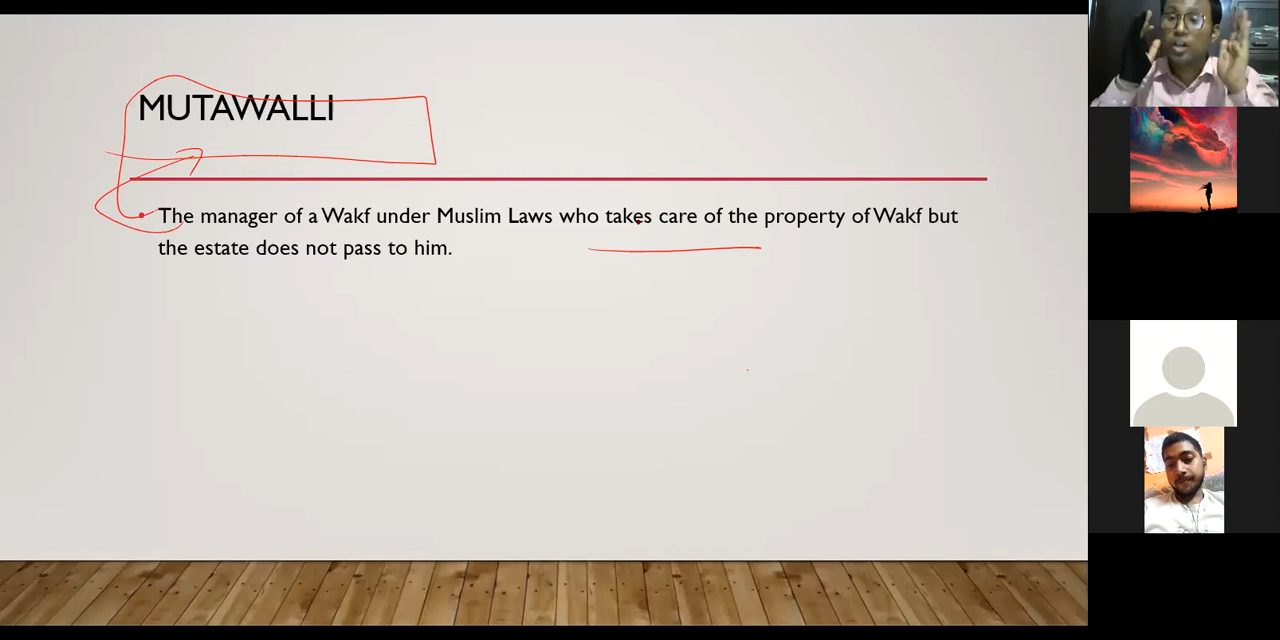 MUTAWALLI
• The manager of a Wakf under Muslim Laws who takes care of the property of Wakf but
the estate does not pass to him.